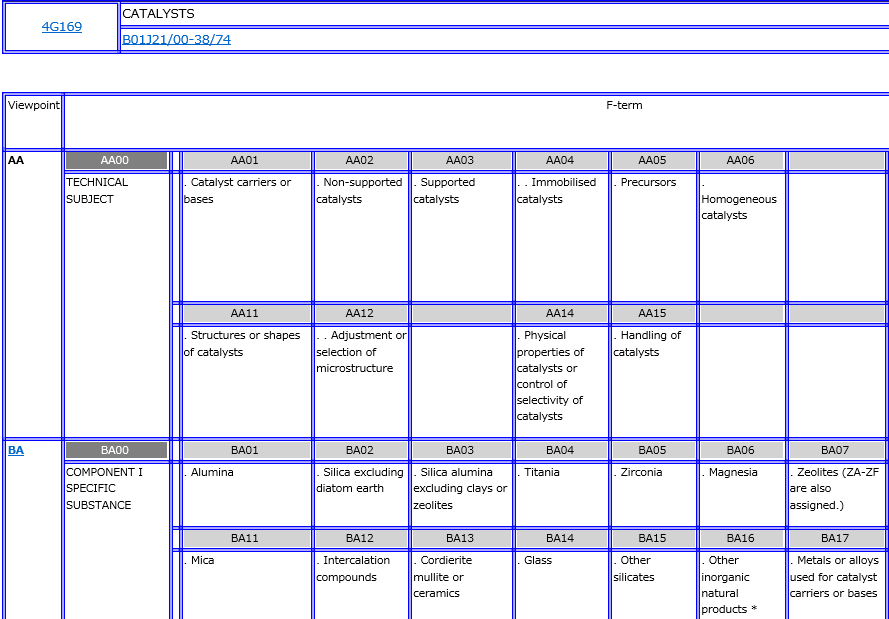 4G169
CATALYSTS
B01J21/00-38/74
Viewpoint
F-term
AA
AA00
AA01
AA02
AA03
AA04
AA05
AA06
TECHNICAL
SUBJECT
. Catalyst carriers or
bases
. Non-supported
catalysts
. Supported
catalysts
. . Immobilised
catalysts
. Precursors
.
Homogeneous
catalysts
AA11
AA12
AA14
AA15
. Structures or shapes
of catalysts
. . Adjustment or
selection of
microstructure
. Physical
properties of
catalysts or
control of
selectivity of
catalysts
. Handling of
catalysts
BA
BA00
BA01
BA02
BA03
BA04
BA05
BA06
BA07
COMPONENT I
SPECIFIC
SUBSTANCE
. Alumina
. Silica excluding
diatom earth
. Silica alumina
excluding clays or
zeolites
. Titania
. Zirconia
. Magnesia
. Zeolites (ZA-ZF
are also
assigned.)
BA11
BA12
BA13
BA14
BA15
BA16
BA17
. Mica
. Intercalation
compounds
. Cordierite
mullite or
ceramics
. Glass
. Other
silicates
. Other
inorganic
natural
products *
. Metals or alloys
used for catalyst
carriers or bases